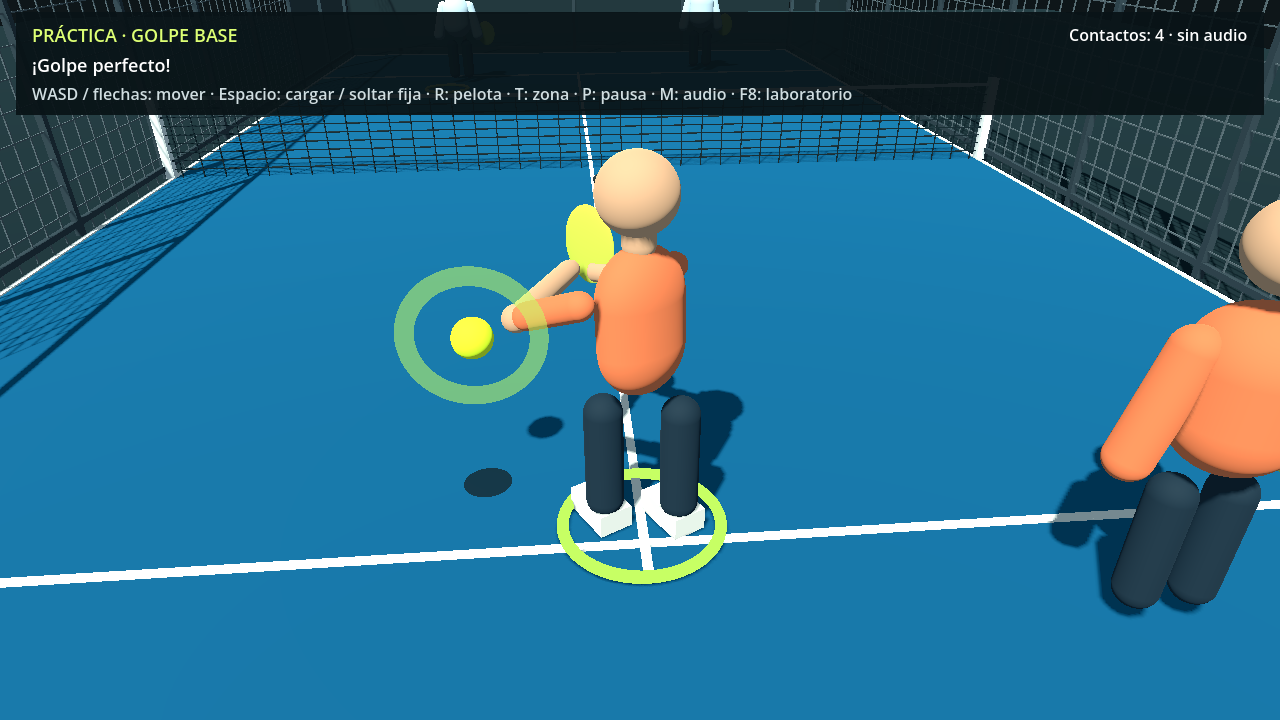 PRÁCTICA · GOLPE BASE
Contactos: 4 · sin audio
¡Golpe perfecto!
WASD / flechas: mover · Espacio: cargar / soltar fija · R: pelota · T: zona · P: pausa · M: audio · F8: laboratorio